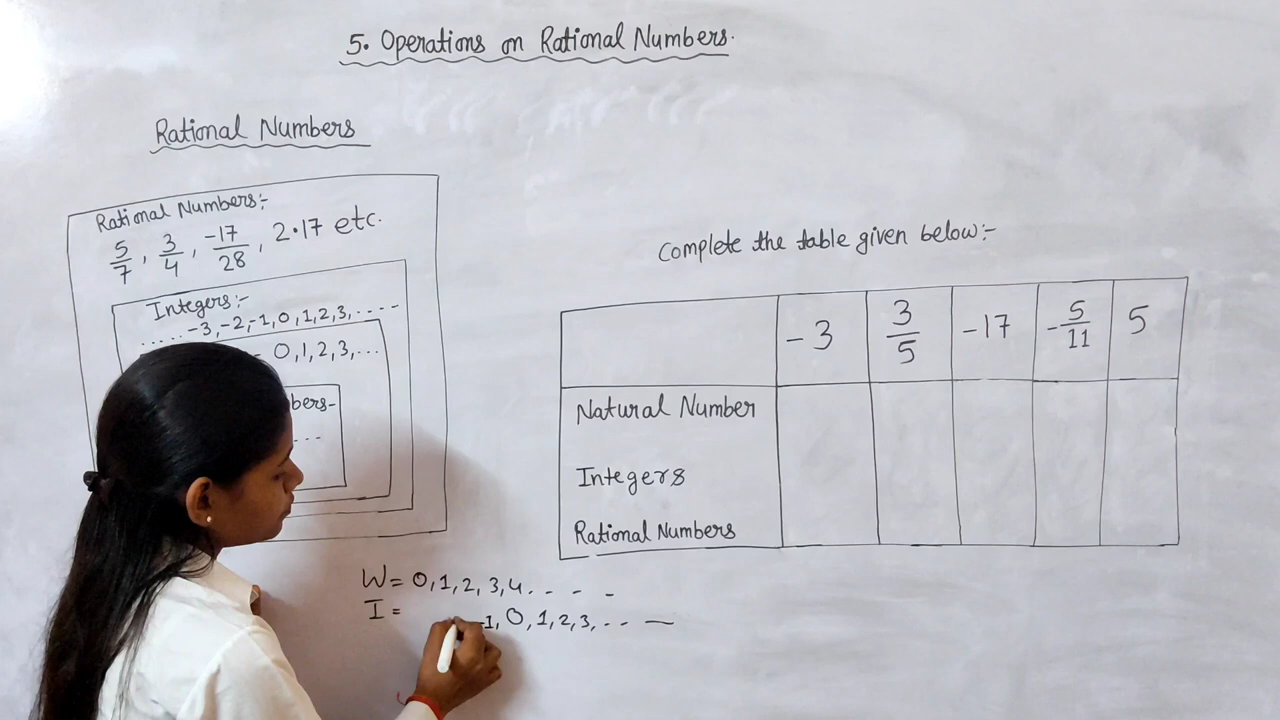 5. Operations on Rational Numbers.
Rational Numbers
Rational Numbers:-
5/7, 3/4, -17/28, 2.17 etc.
Integers:-
.....-3,-2,-1,0,1,2,3,....-
- 0,1,2,3,...
bers-
...
Complete the table given below:-
-3 3/5 -17 -5/11 5
Natural Number
Integers
Rational Numbers
W= 0,1,2,3,4. - - -
I = -1,0,1,2,3,.-- —